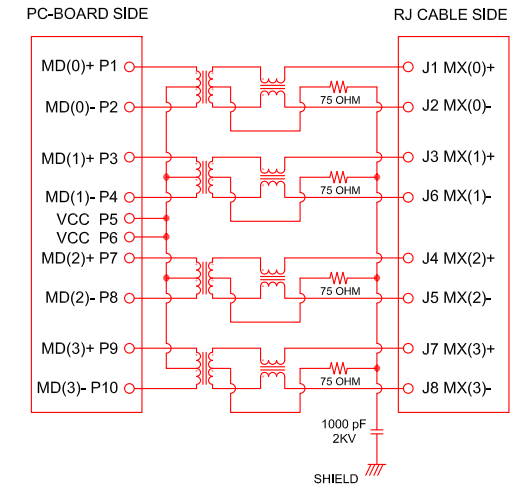 PC-BOARD SIDE
RJ CABLE SIDE
MD(0)+ P1
J1 MX(0)+
75 OHM
MD(0)- P2
J2 MX(0)-
MD(1)+ P3
J3 MX(1)+
75 OHM
MD(1)- P4
J6 MX(1)-
VCC P5
VCC P6
MD(2)+ P7
J4 MX(2)+
75 OHM
MD(2)- P8
J5 MX(2)-
MD(3)+ P9
J7 MX(3)+
75 OHM
MD(3)- P10
J8 MX(3)-
1000 pF
2KV
SHIELD